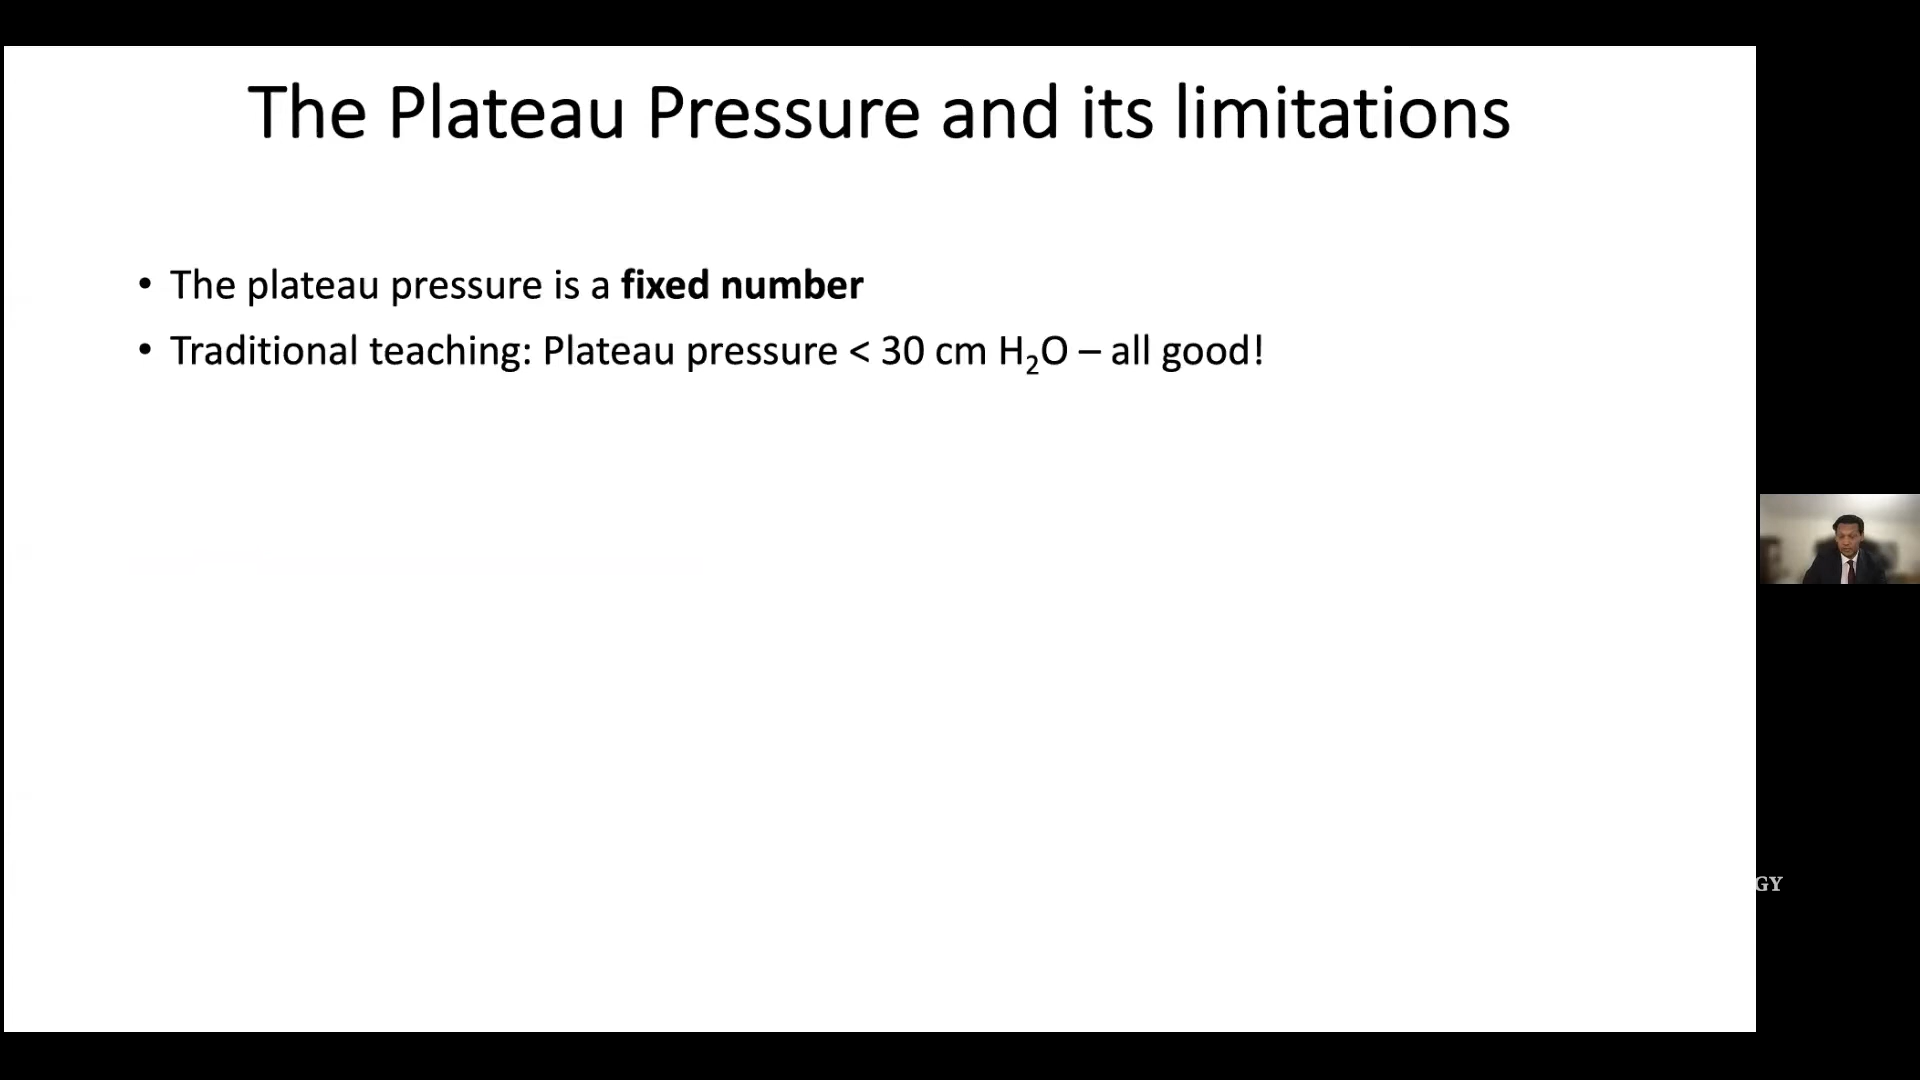 The Plateau Pressure and its limitations
• The plateau pressure is a fixed number
• Traditional teaching: Plateau pressure < 30 cm H₂O – all good!
GY